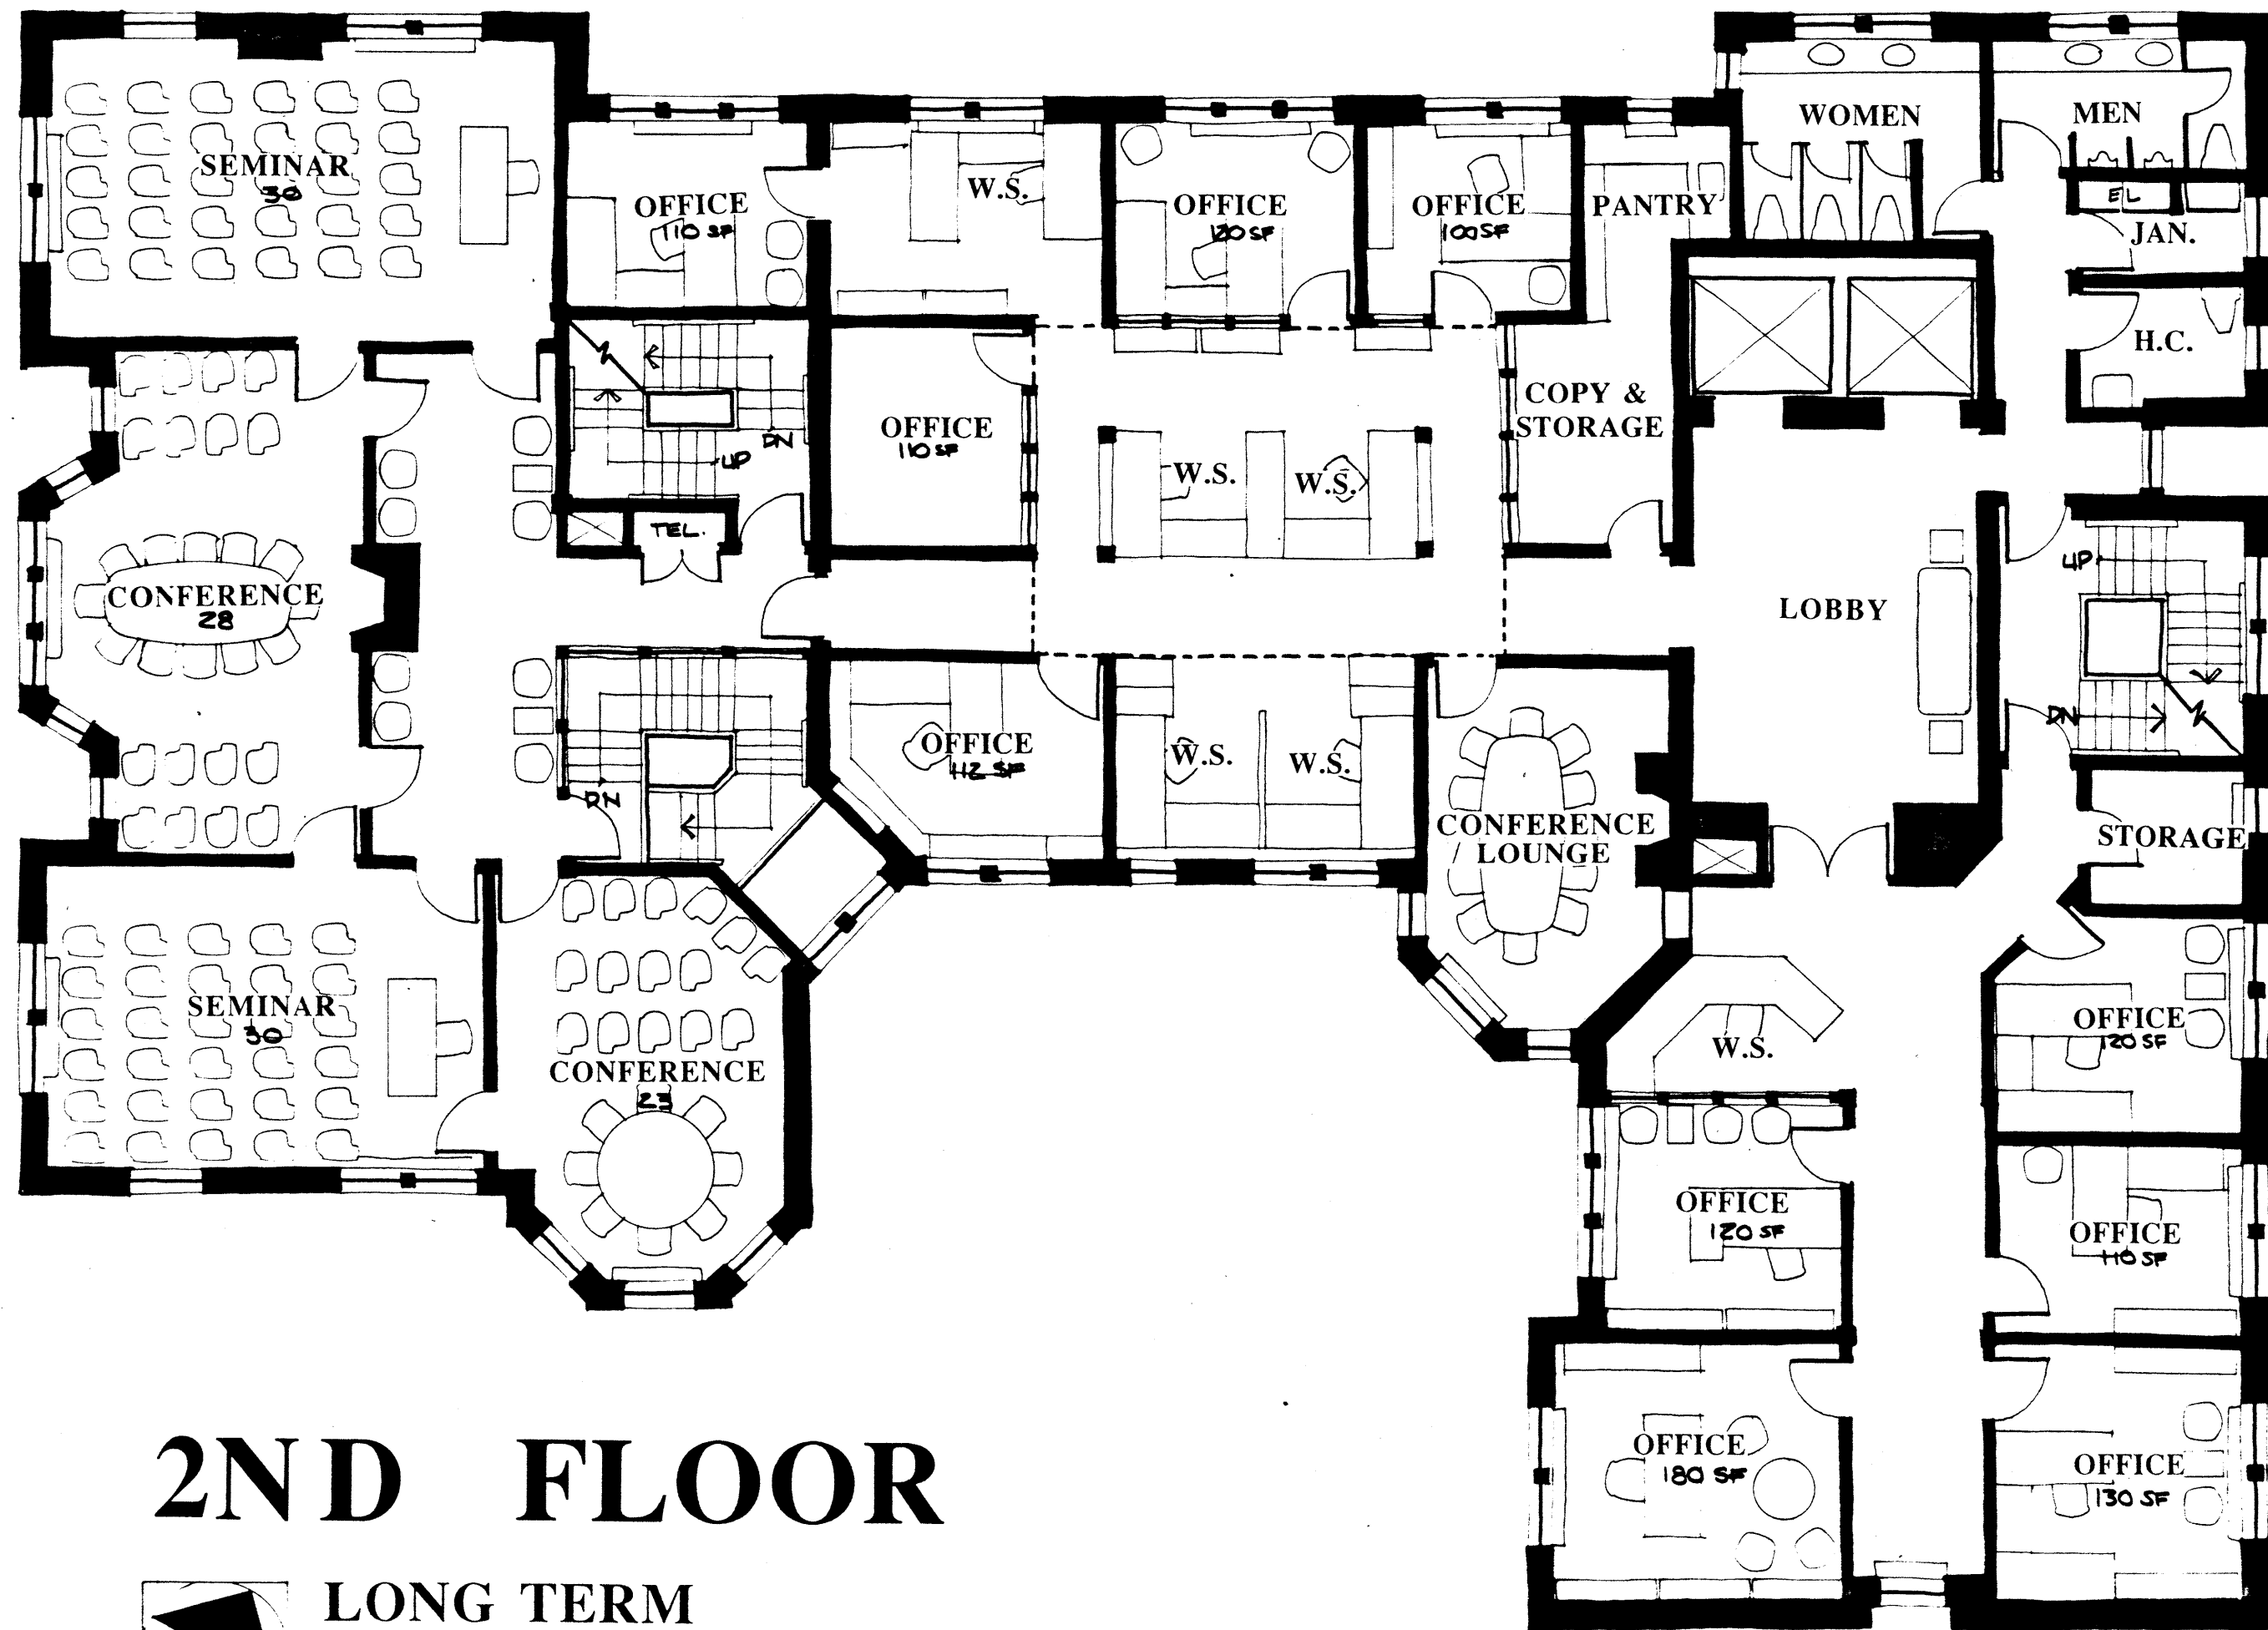 WOMEN
MEN
SEMINAR
30
OFFICE
110 SF
W.S.
OFFICE
120 SF
OFFICE
100 SF
PANTRY
EL
JAN.
H.C.
DN
UP
TEL.
OFFICE
110 SF
W.S.
W.S.
COPY &
STORAGE
CONFERENCE
28
LOBBY
UP
DN
DN
OFFICE
112 SF
W.S.
W.S.
CONFERENCE
LOUNGE
STORAGE
SEMINAR
30
CONFERENCE
23
W.S.
OFFICE
120 SF
OFFICE
120 SF
OFFICE
110 SF
OFFICE
180 SF
OFFICE
130 SF
2ND FLOOR
LONG TERM